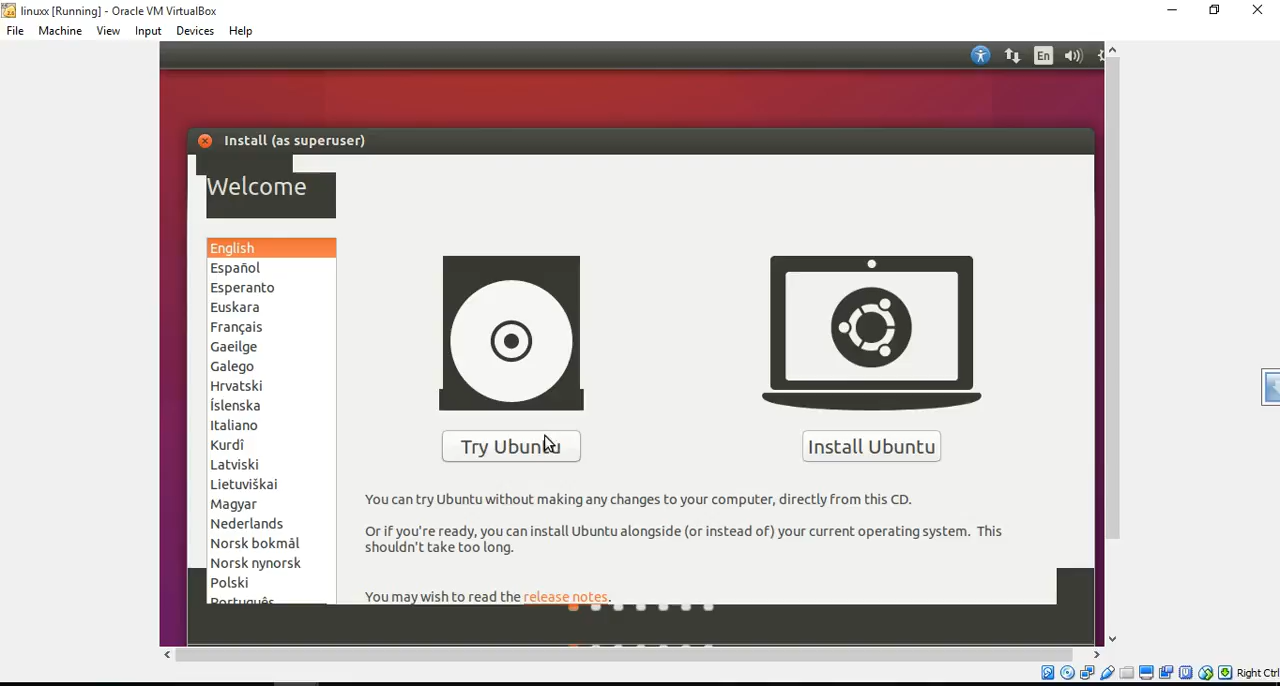 linuxx [Running] - Oracle VM VirtualBox
File Machine View Input Devices Help
En
Install (as superuser)
Welcome
English
Español
Esperanto
Euskara
Français
Gaeilge
Galego
Hrvatski
Íslenska
Italiano
Kurdî
Latviski
Lietuviškai
Magyar
Nederlands
Norsk bokmål
Norsk nynorsk
Polski
Português
Try Ubuntu
Install Ubuntu
You can try Ubuntu without making any changes to your computer, directly from this CD.
Or if you're ready, you can install Ubuntu alongside (or instead of) your current operating system. This
shouldn't take too long.
You may wish to read the release notes.
Right Ctrl